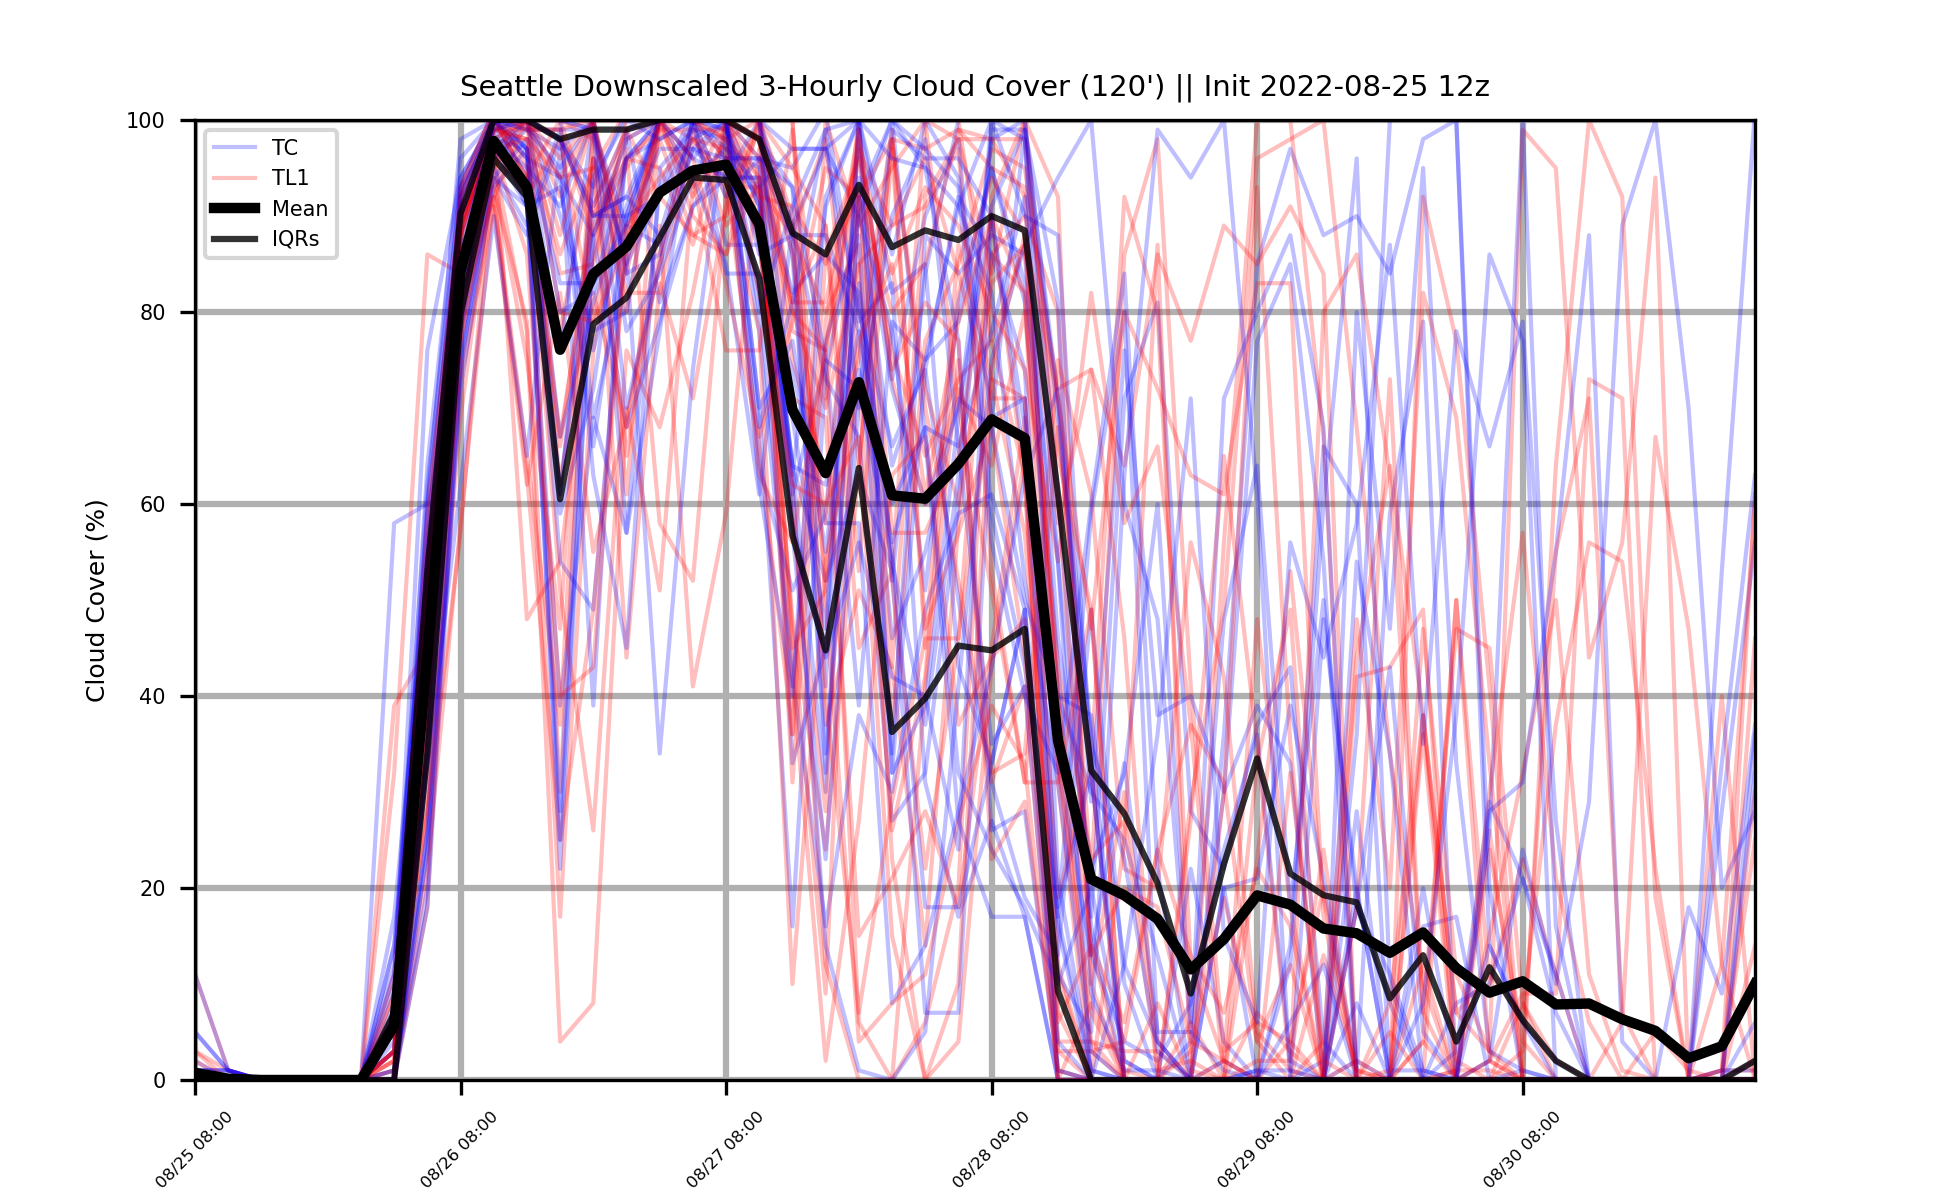 Seattle Downscaled 3-Hourly Cloud Cover (120') || Init 2022-08-25 12z
TC
TL1
Mean
IQRs
Cloud Cover (%)
100
80
60
40
20
0
08/25 08:00
08/26 08:00
08/27 08:00
08/28 08:00
08/29 08:00
08/30 08:00